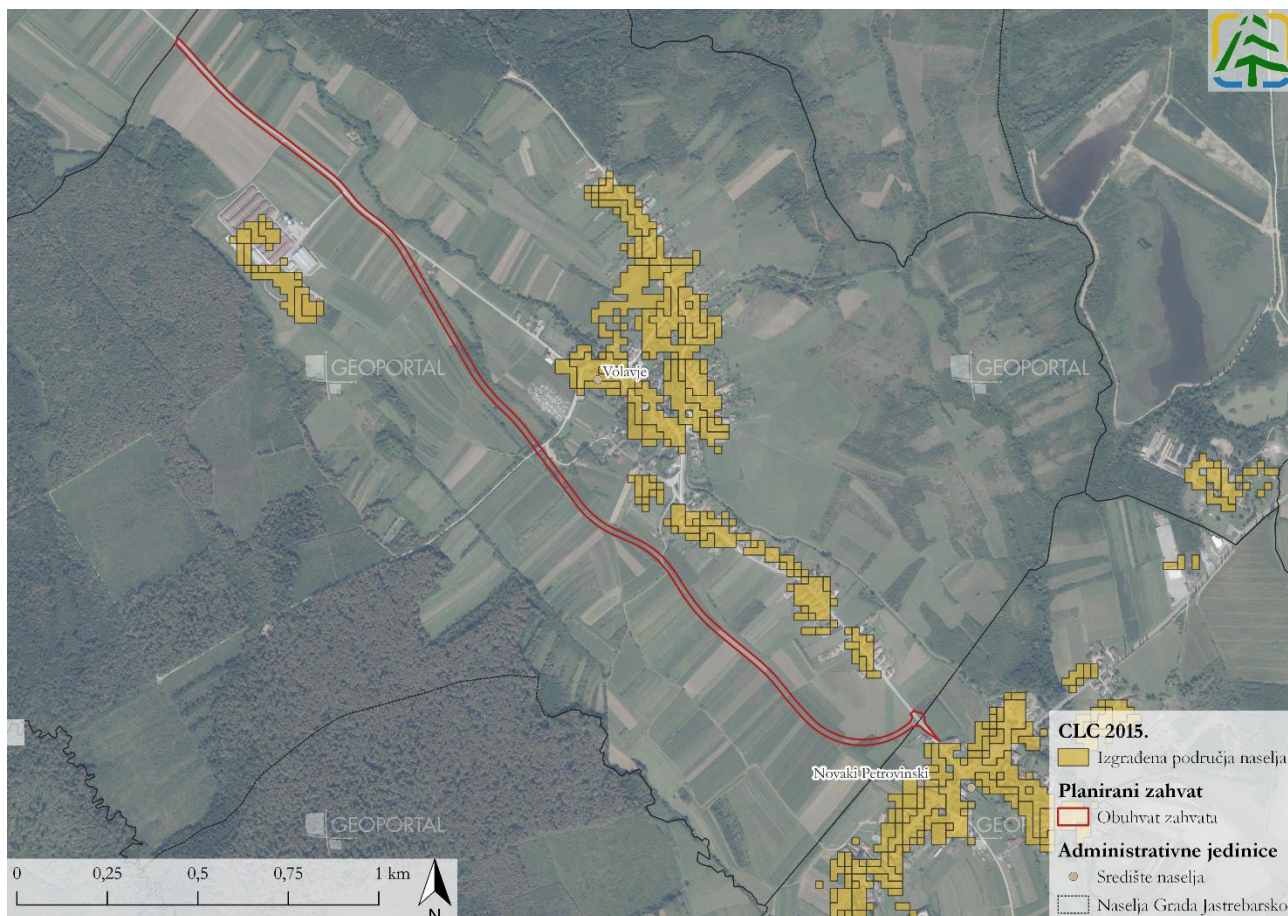 GEOPORTAL
GEOPORTAL
Volavje
Novaki Petrovinski
GEOPORTAL
GEO
CLC 2015.
Izgrađena područja naselja
Planirani zahvat
Obuhvat zahvata
Administrativne jedinice
Središte naselja
Naselja Grada Jastrebarsko
0 0,25 0,5 0,75 1 km
N